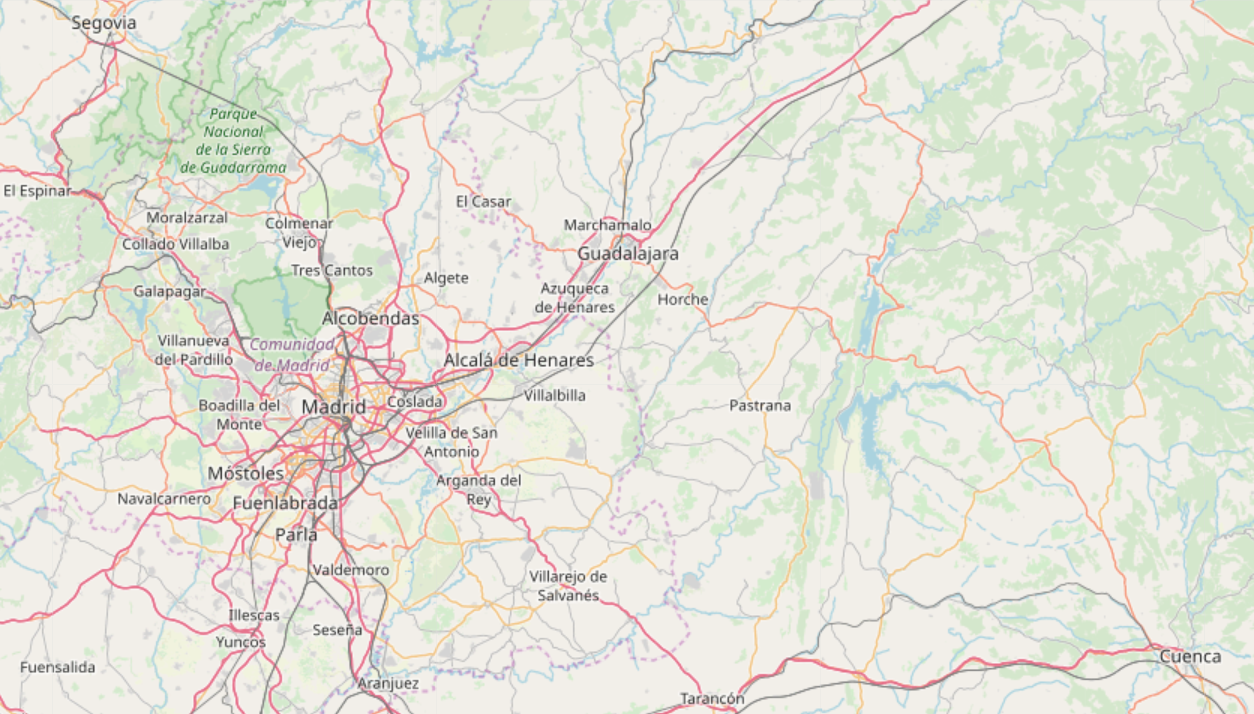 Segovia
Parque
Nacional
de la Sierra
de Guadarrama
El Espinar
El Casar
Moralzarzal
Colmenar
Viejo
Marchamalo
Collado Villalba
Guadalajara
Tres Cantos
Algete
Galapagar
Azuqueca
de Henares
Horche
Alcobendas
Villanueva
del Pardillo
Comunidad
de Madrid
Alcalá de Henares
Villalbilla
Boadilla del
Monte
Madrid
Coslada
Pastrana
Velilla de San
Antonio
Móstoles
Arganda del
Rey
Navalcarnero
Fuenlabrada
Parla
Valdemoro
Villarejo de
Salvanés
Illescas
Seseña
Yuncos
Cuenca
Fuensalida
Aranjuez
Tarancón